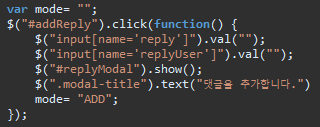 var mode= "";
$("#addReply").click(function() {
    $("input[name='reply']").val("");
    $("input[name='replyUser']").val("");
    $("#replyModal").show();
    $(".modal-title").text("댓글을 추가합니다.")
    mode= "ADD";
});